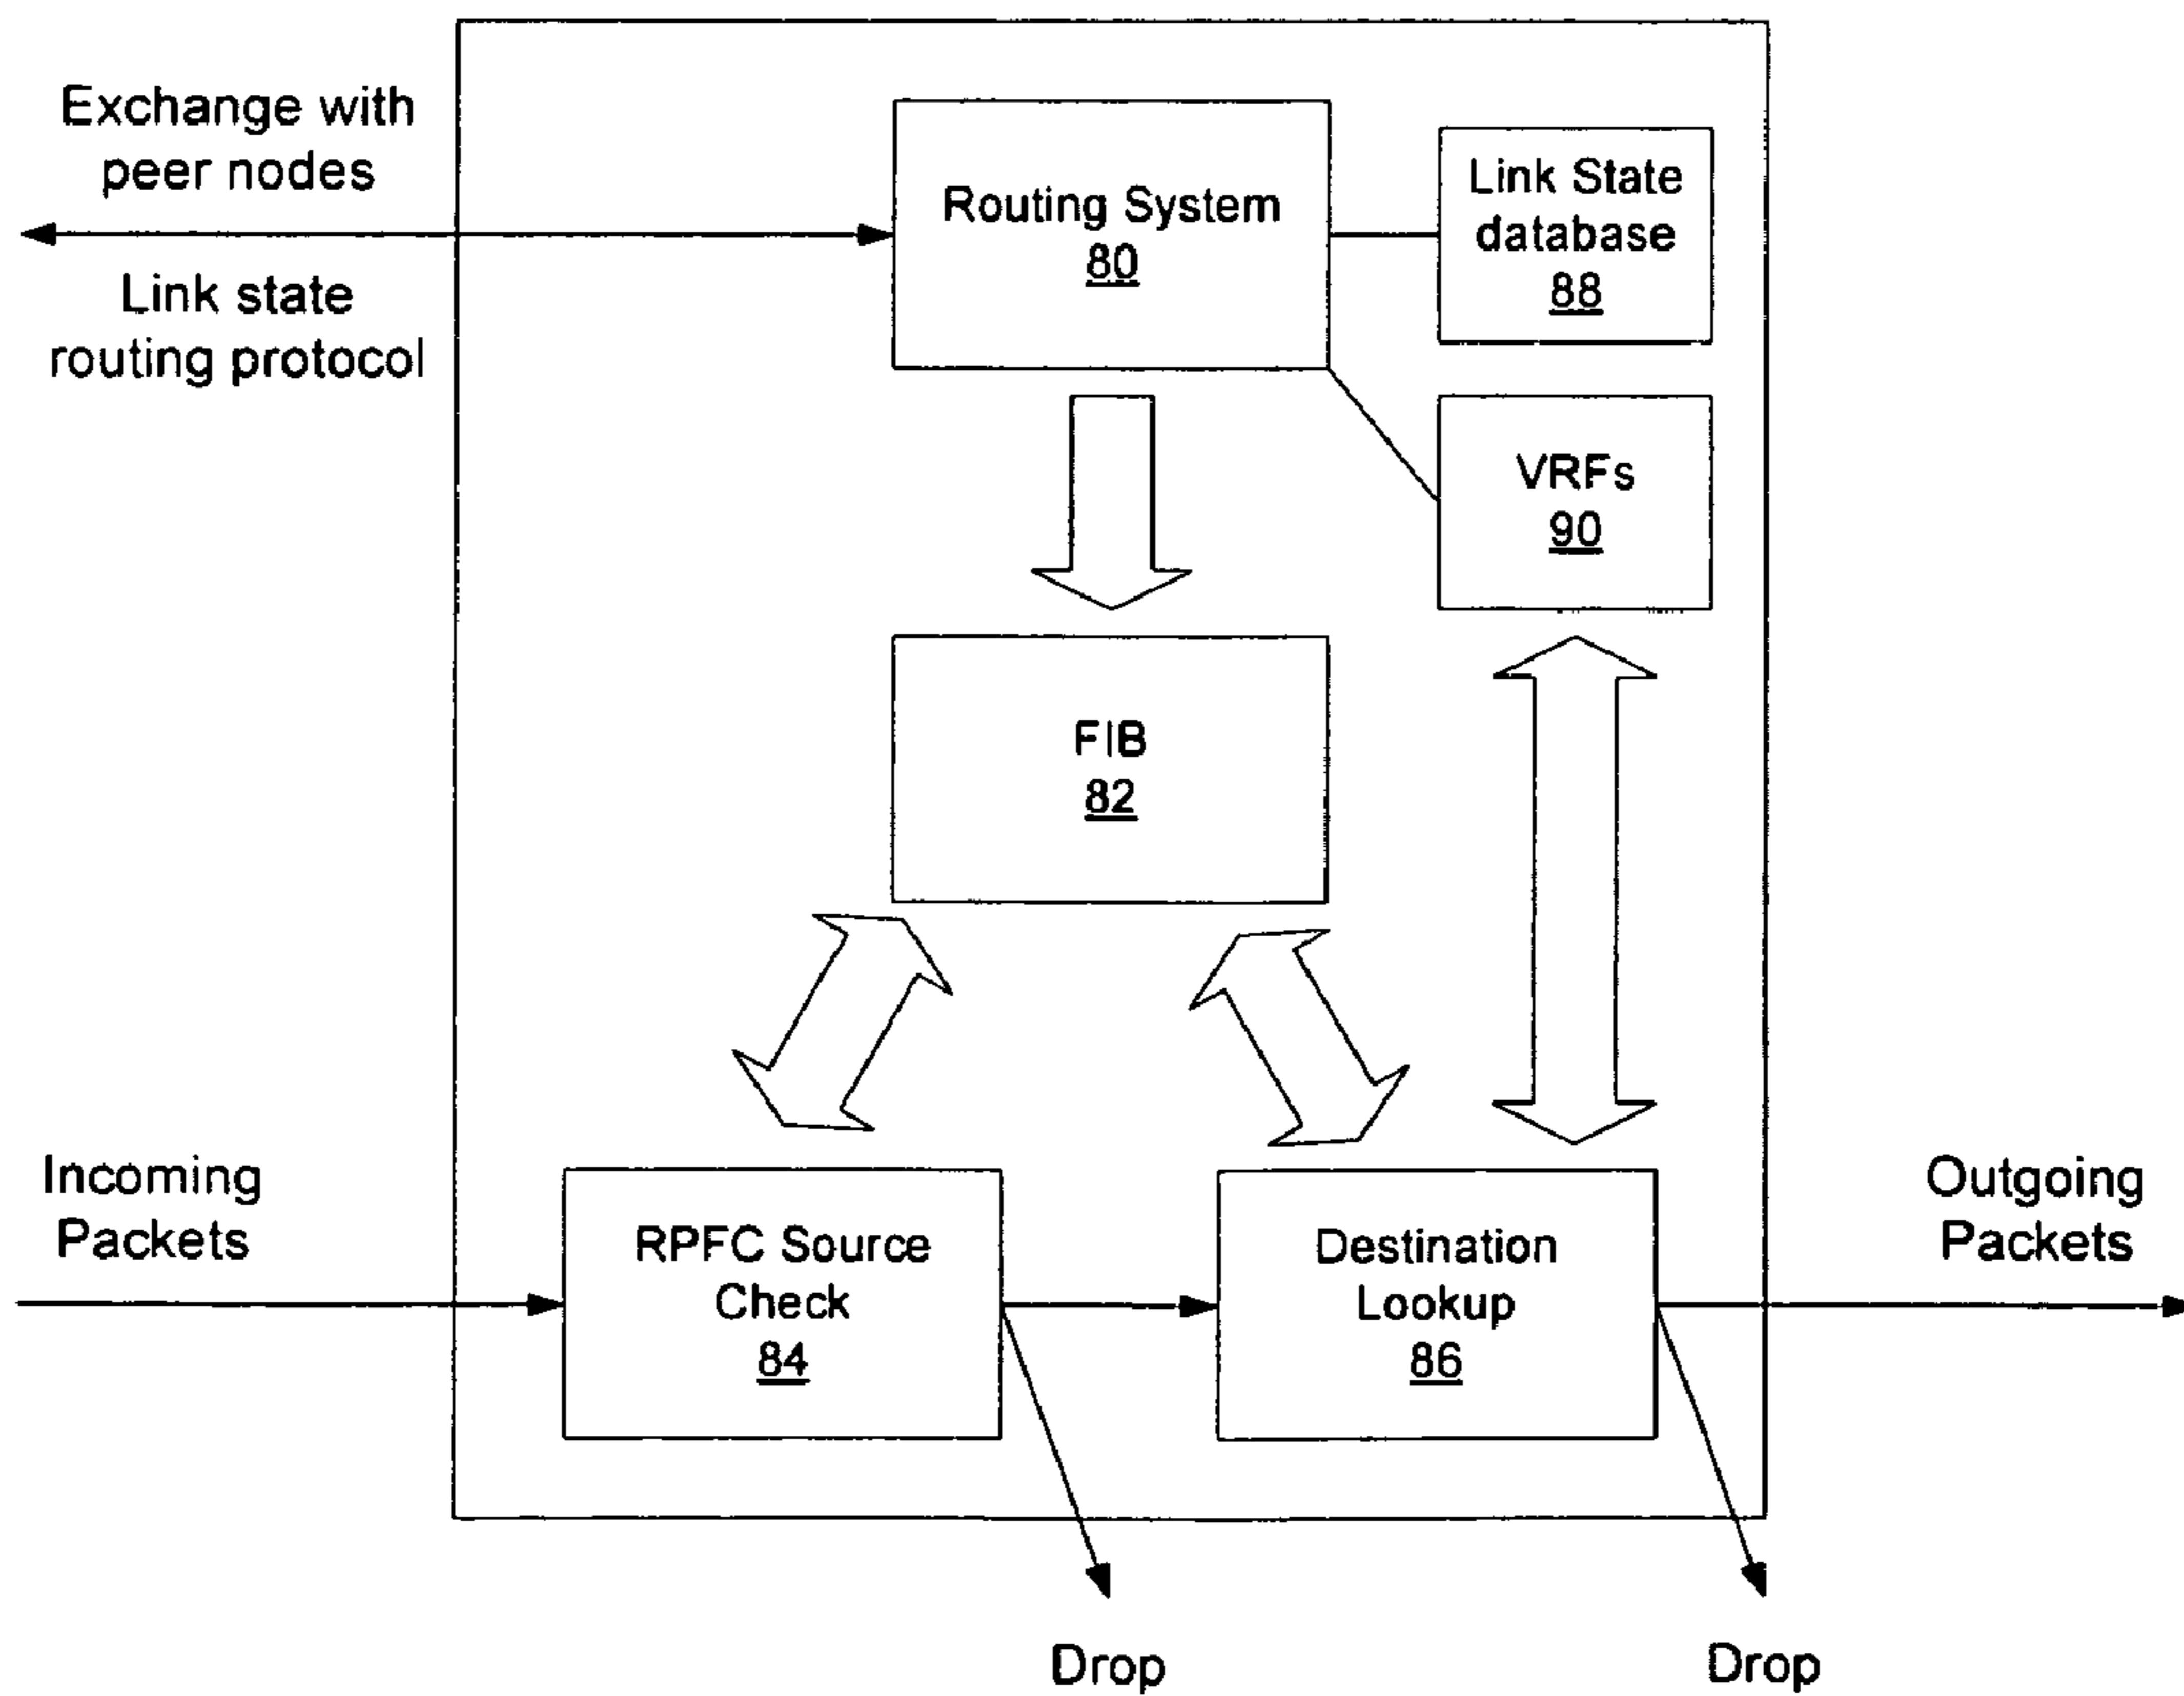 Exchange with
peer nodes
Link state
routing protocol
Routing System
80
Link State
database
88
VRFs
90
FIB
82
Incoming
Packets
RPFC Source
Check
84
Destination
Lookup
86
Outgoing
Packets
Drop
Drop